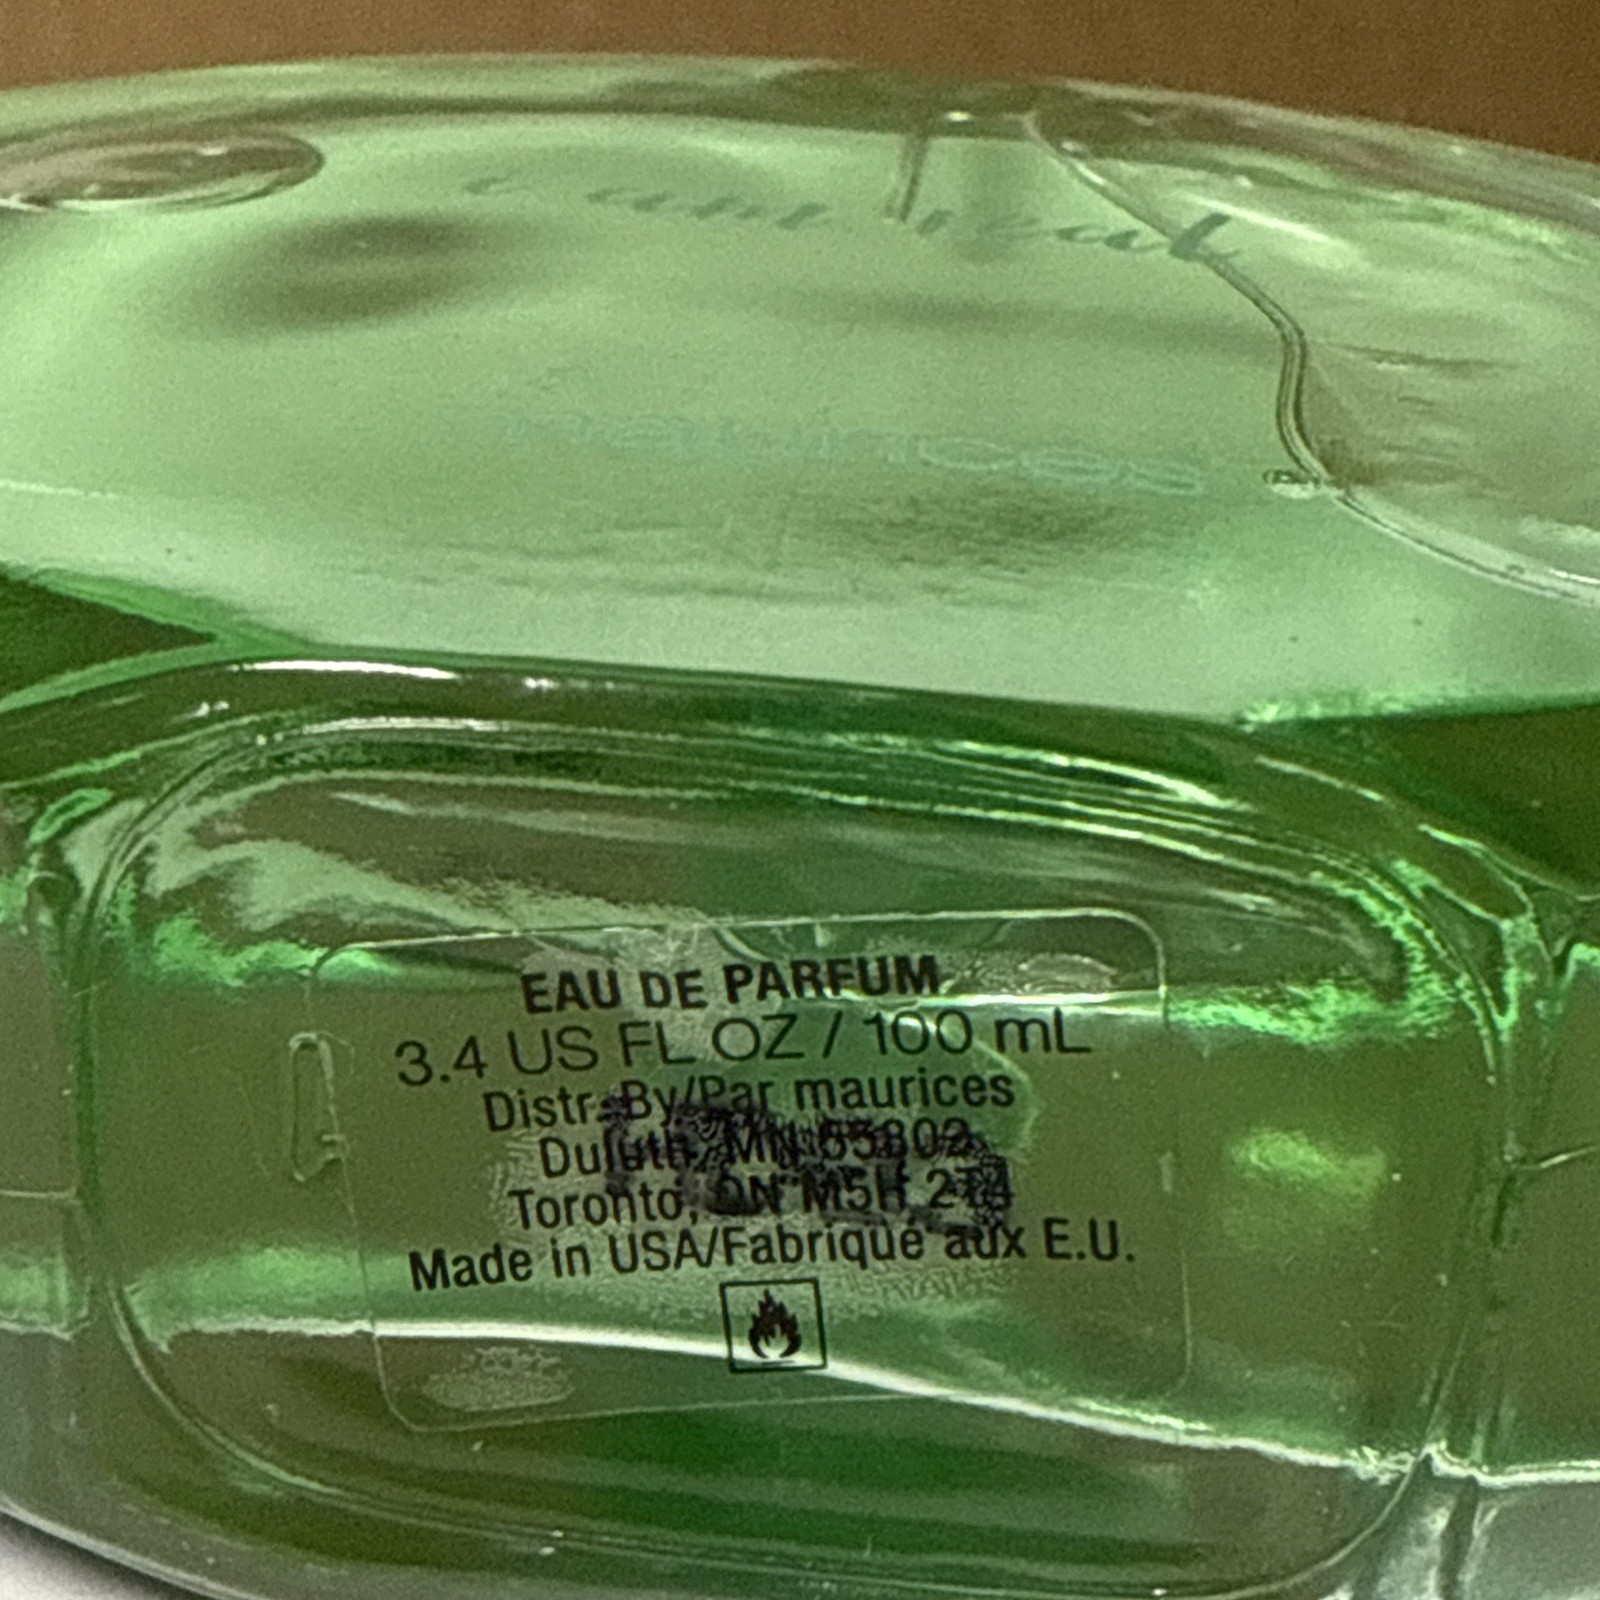 maurices
EAU DE PARFUM
3.4 US FL OZ / 100 mL
Distr. By/Par maurices
Duluth, MN 55802
Toronto, ON M5H 2T4
Made in USA/Fabriqué aux E.U.